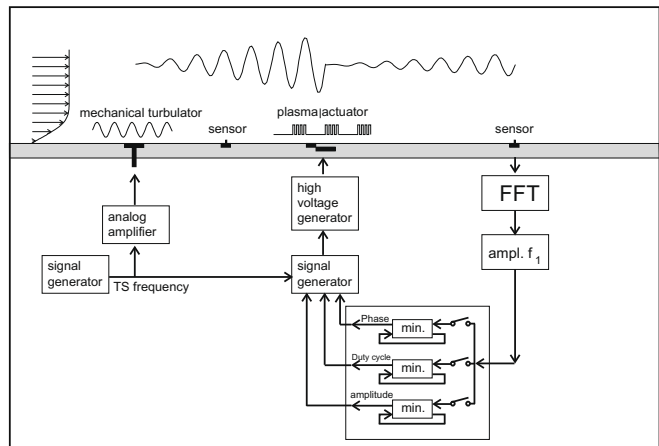 mechanical turbulator
plasma actuator
sensor
sensor
analog
amplifier
high
voltage
generator
FFT
ampl. f1
signal
generator
TS frequency
signal
generator
Phase
min.
Duty cycle
min.
amplitude
min.